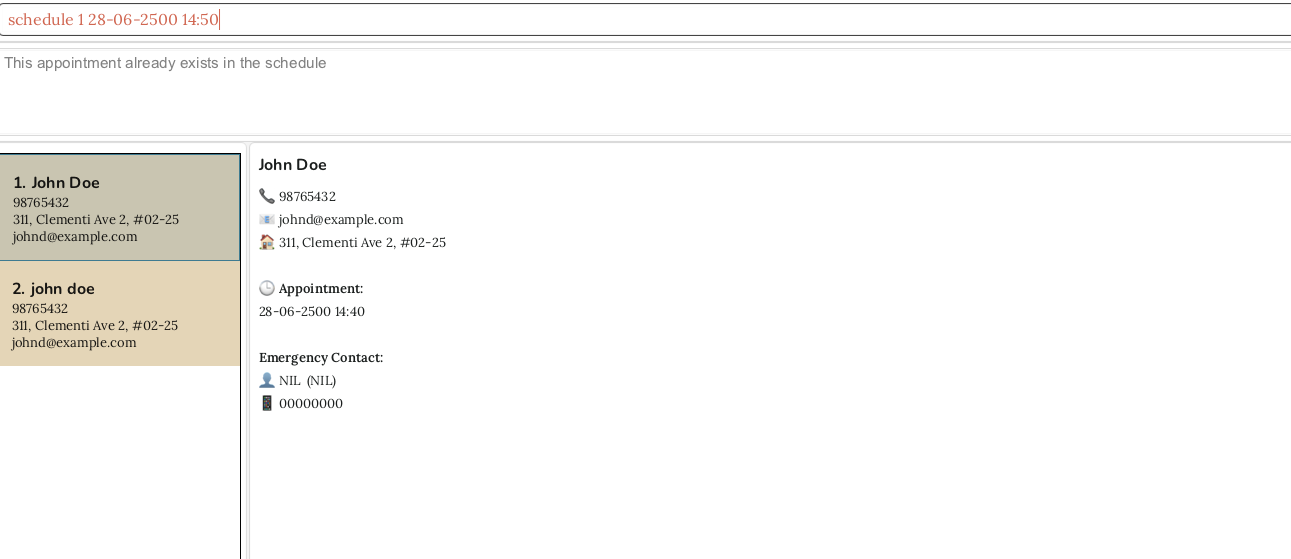 schedule 1 28-06-2500 14:50
This appointment already exists in the schedule
1. John Doe
98765432
311, Clementi Ave 2, #02-25
johnd@example.com
2. john doe
98765432
311, Clementi Ave 2, #02-25
johnd@example.com
John Doe
98765432
johnd@example.com
311, Clementi Ave 2, #02-25
Appointment:
28-06-2500 14:40
Emergency Contact:
NIL (NIL)
00000000